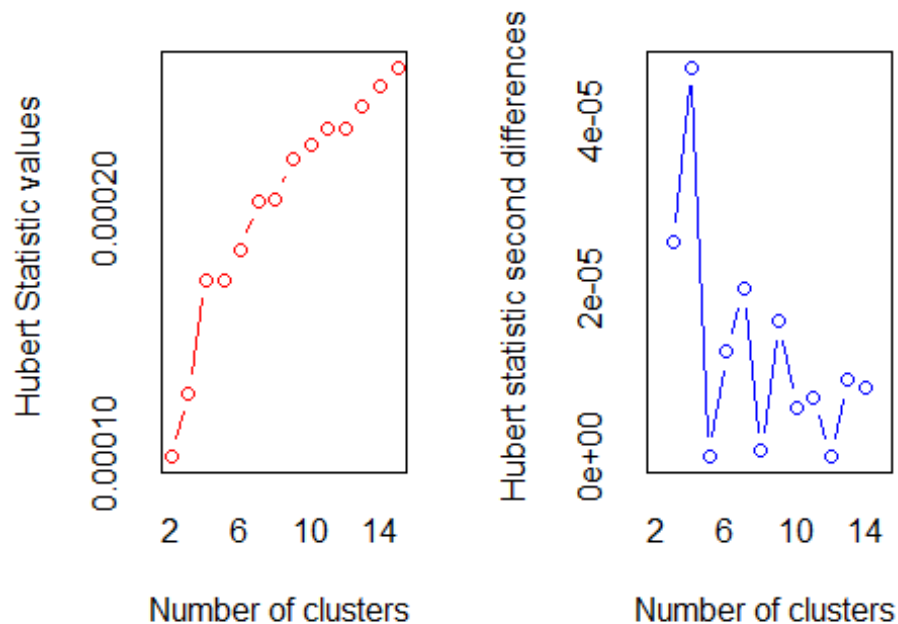 Hubert Statistic values
0.00010 0.00020
2 6 10 14
Number of clusters
Hubert statistic second differences
0e+00 2e-05 4e-05
2 6 10 14
Number of clusters